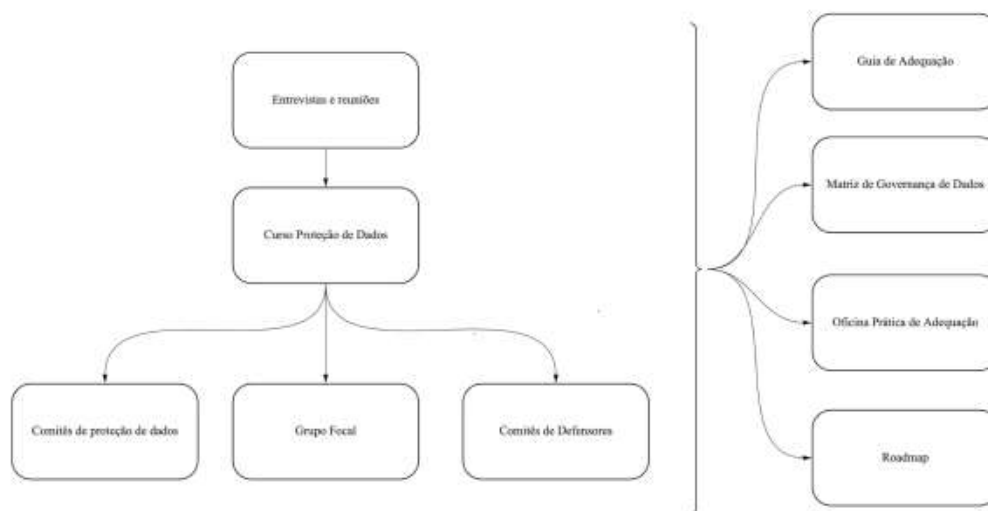 Entrevistas e reuniões
Curso Proteção de Dados
Comitês de proteção de dados
Grupo Focal
Comitês de Defensores
Guia de Adequação
Matriz de Governança de Dados
Oficina Prática de Adequação
Roadmap